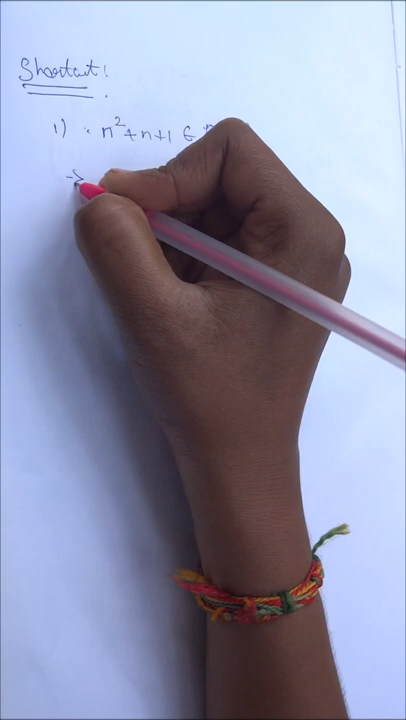 Shortcut:
1) n²+n+1 ∈
→